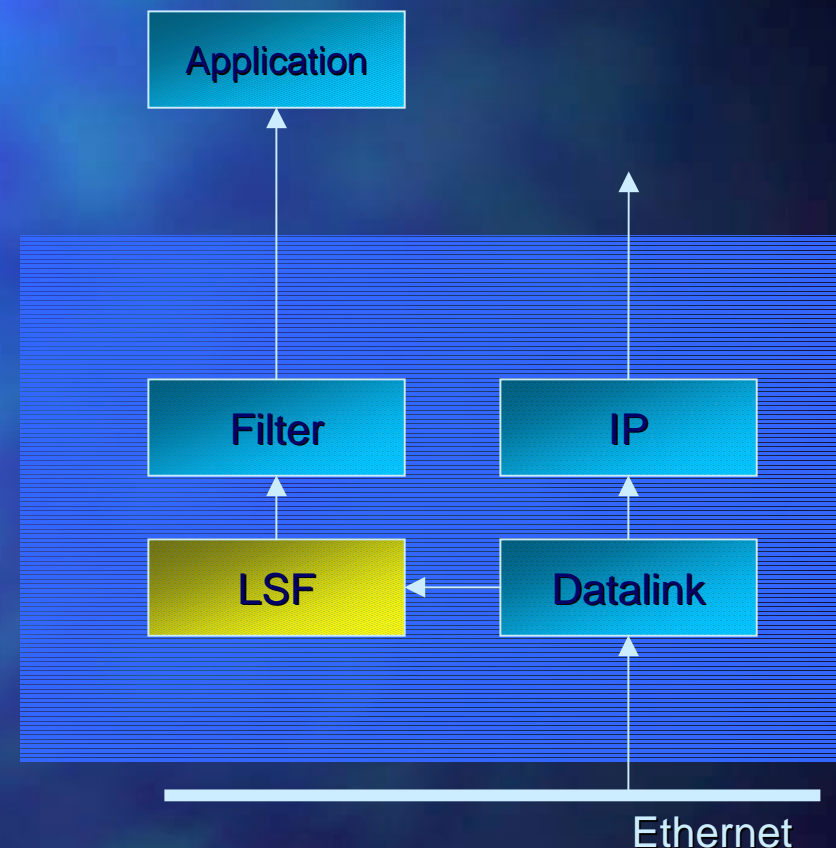 Application
Filter
IP
LSF
Datalink
Ethernet